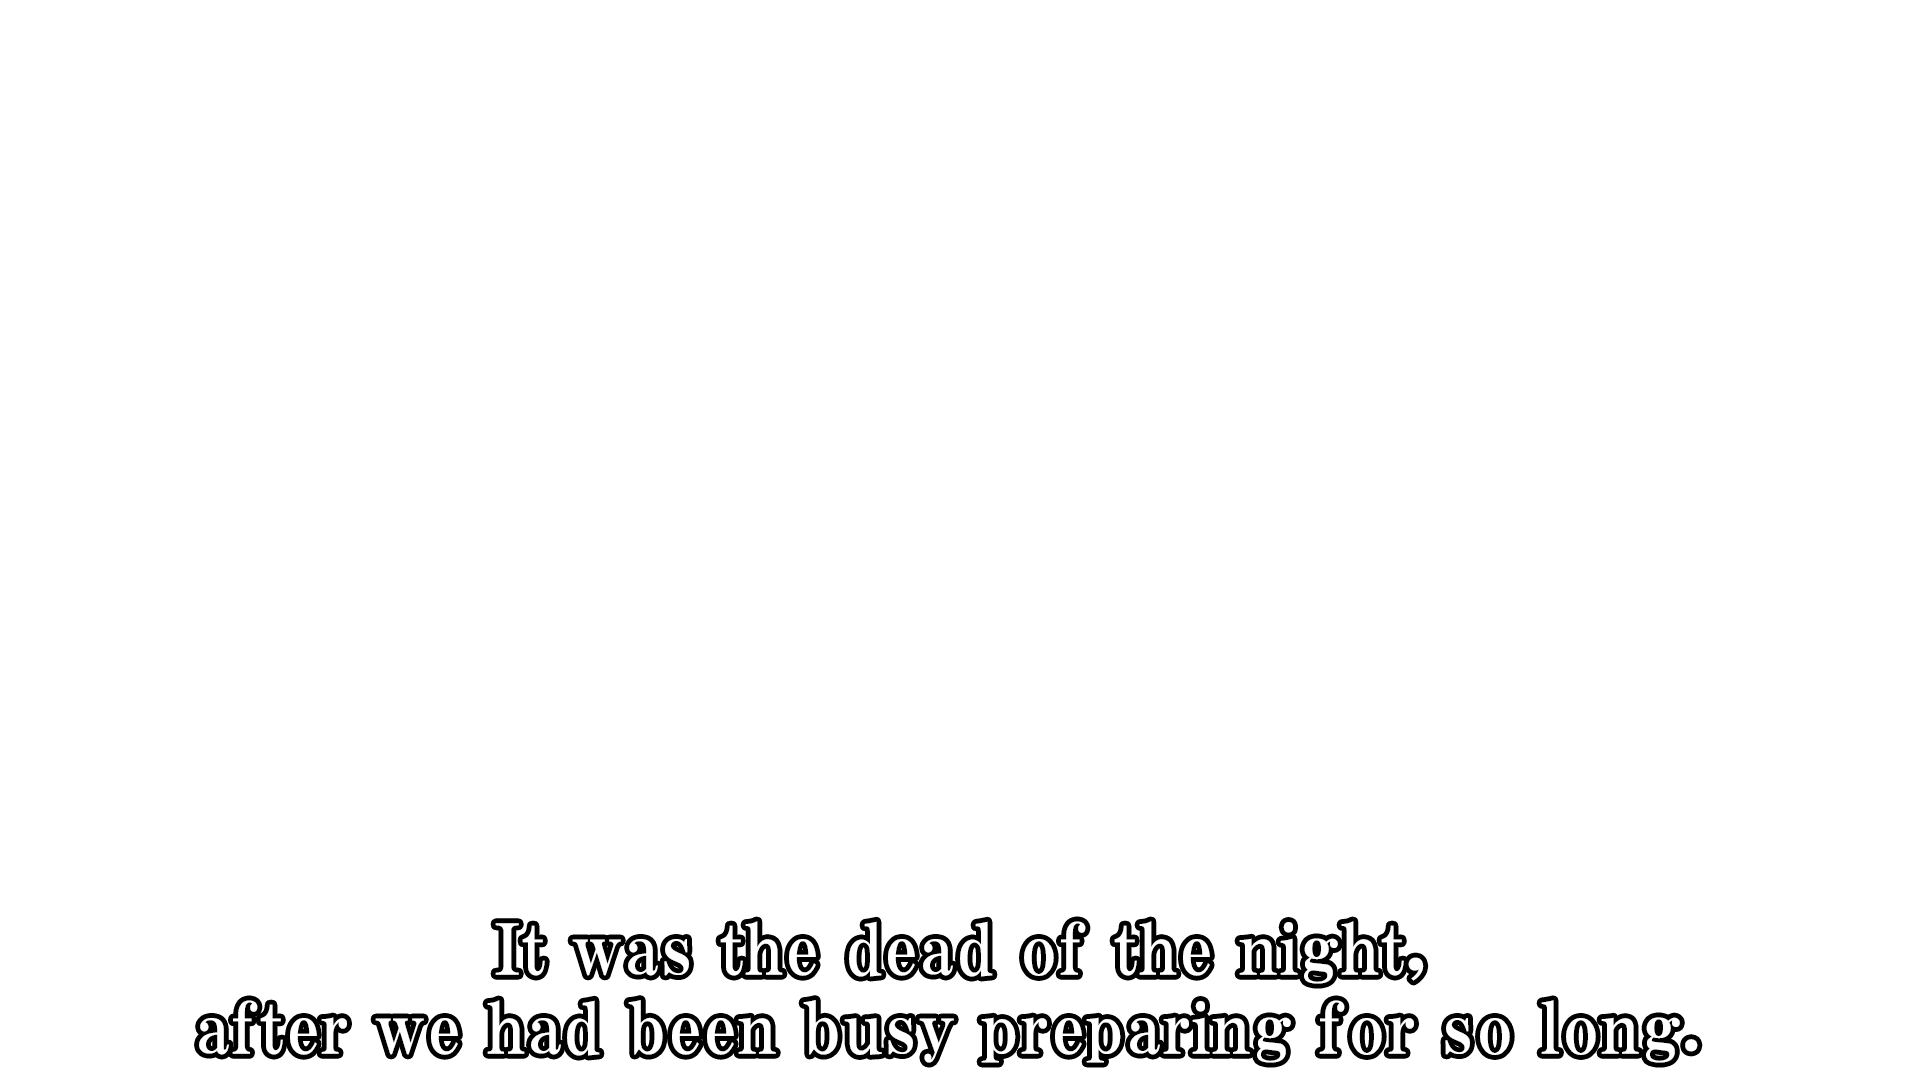 It was the dead of the night,
after we had been busy preparing for so long.